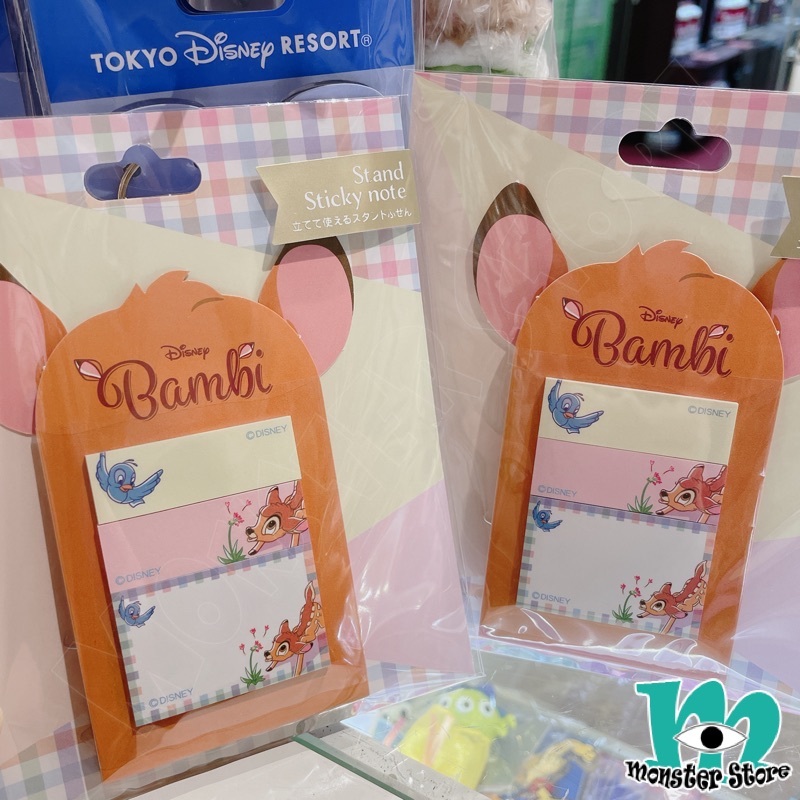 TOKYO Disney RESORT®
Stand
Sticky note
立てて使えるスタンドふせん
Disney
Bambi
©DISNEY
©DISNEY
©DISNEY
Disney
Bambi
©DISNEY
©DISNEY
©DISNEY
m
monster Store